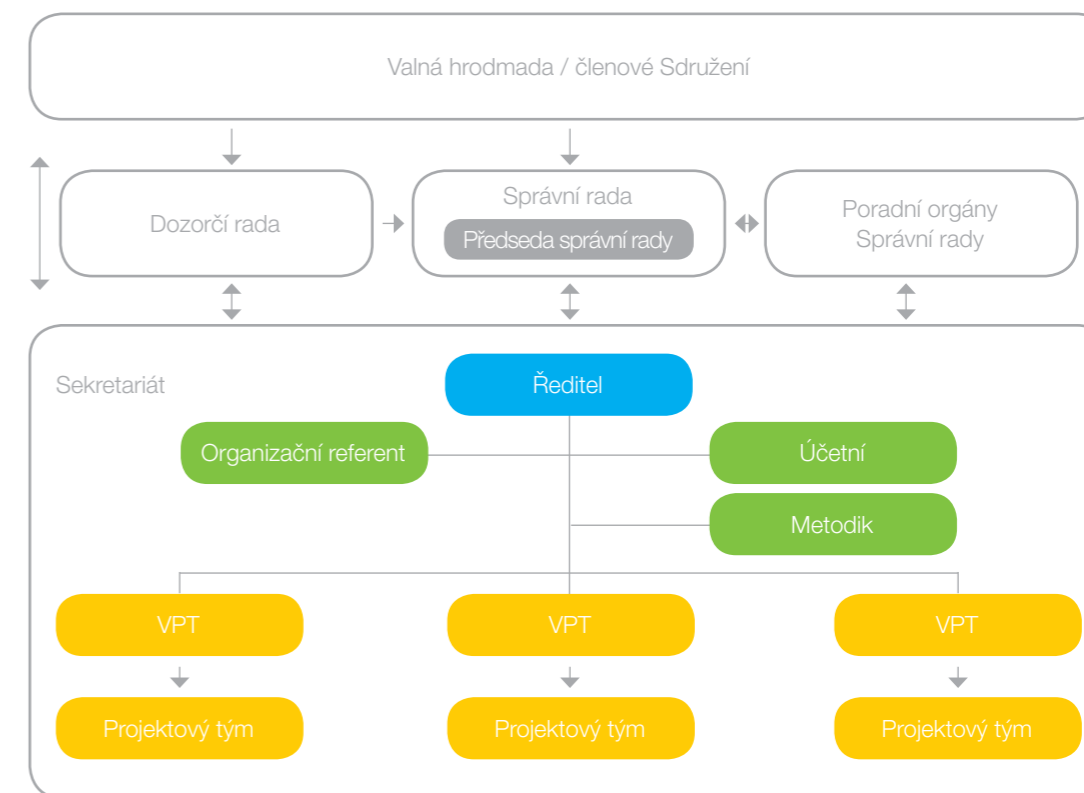 Valná hrodmada / členové Sdružení
Dozorčí rada
Správní rada
Předseda správní rady
Poradní orgány
Správní rady
Sekretariát
Ředitel
Organizační referent
Účetní
Metodik
VPT
VPT
VPT
Projektový tým
Projektový tým
Projektový tým